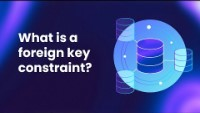 What is a
foreign key
constraint?